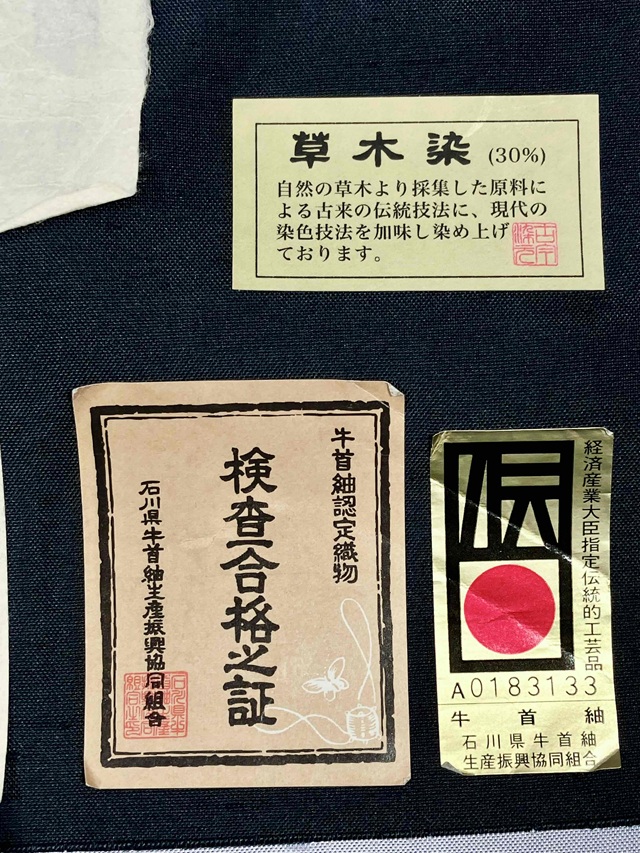 草木染 (30%)
自然の草木より採集した原料に
よる古来の伝統技法に、現代の
染色技法を加味し染め上げ
ております。
牛首紬認定織物
検査合格之証
石川県牛首紬生産振興協同組合
経済産業大臣指定伝統的工芸品
伝
A0183133
牛首紬
石川県牛首紬
生産振興協同組合